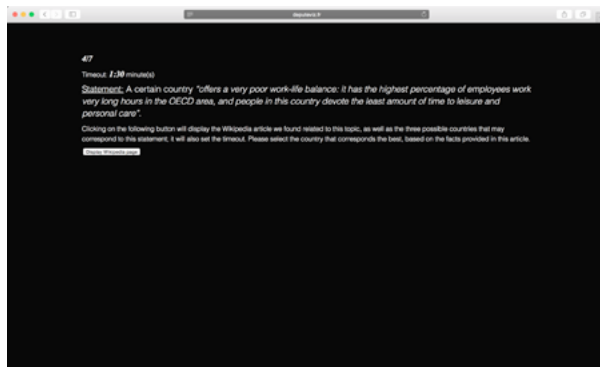 4/7
Timeout: 1:30 minute(s)
Statement: A certain country "offers a very poor work-life balance: it has the highest percentage of employees work
very long hours in the OECD area, and people in this country devote the least amount of time to leisure and
personal care".
Clicking on the following button will display the Wikipedia article we found related to this topic, as well as the three possible countries that may
correspond to this statement; it will also set the timeout. Please select the country that corresponds the best, based on the facts provided in this article.
Display Wikipedia page